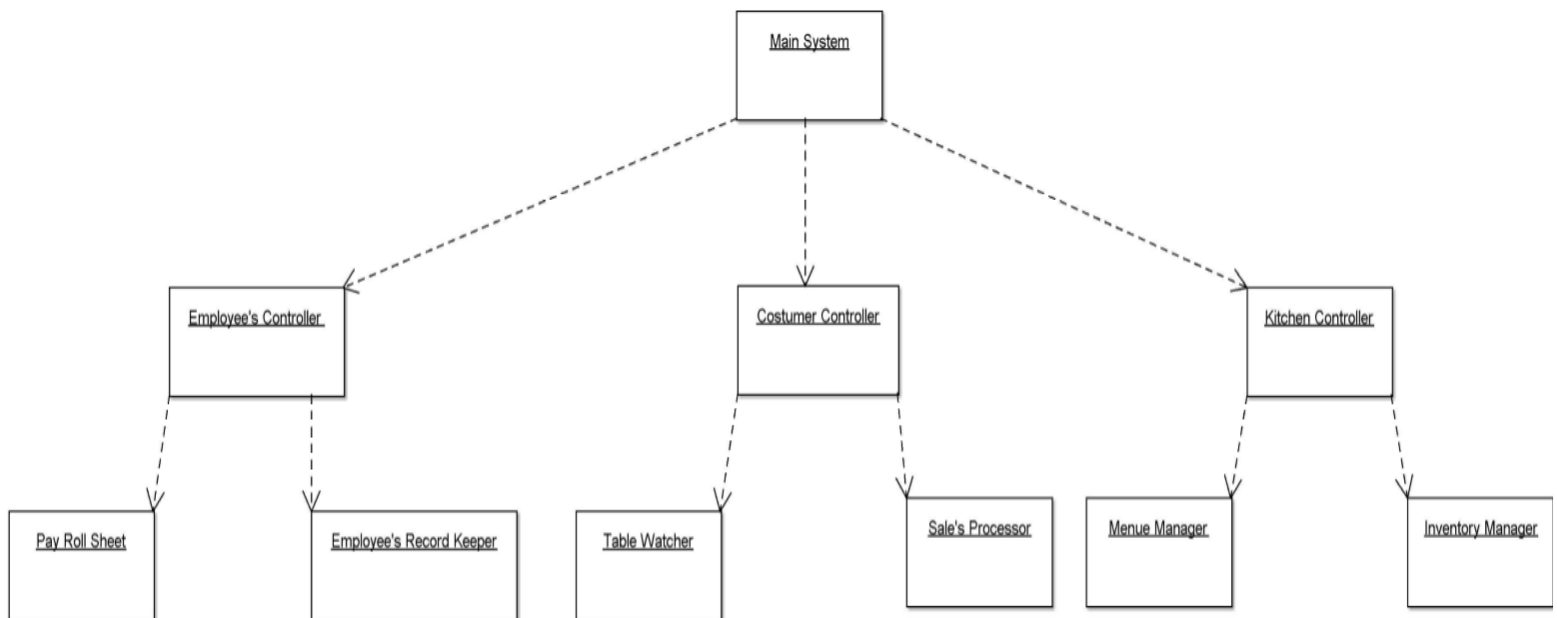 Main System
Employee's Controller
Costumer Controller
Kitchen Controller
Pay Roll Sheet
Employee's Record Keeper
Table Watcher
Sale's Processor
Menue Manager
Inventory Manager